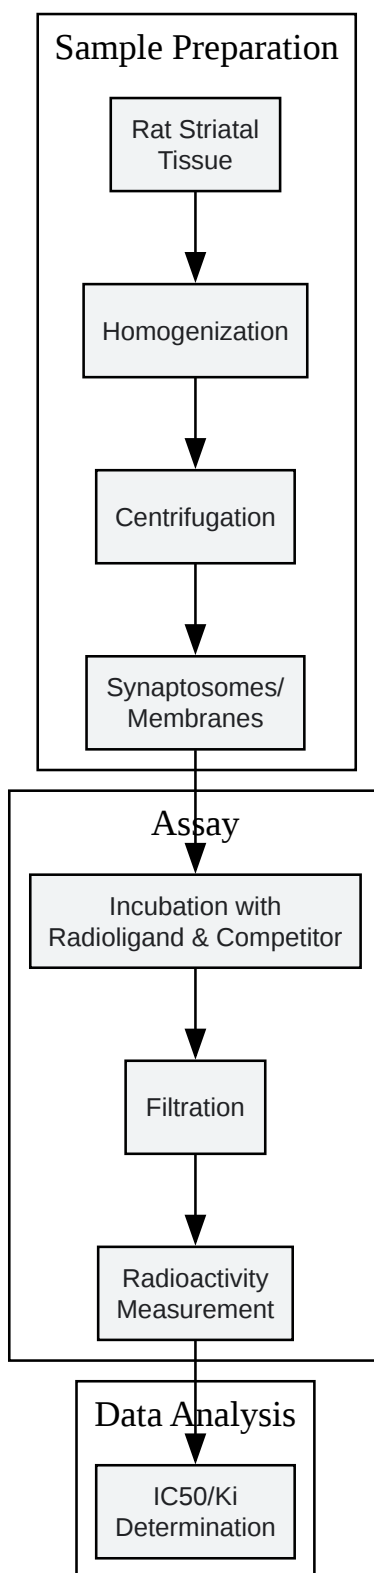 Sample Preparation
Rat Striatal
Tissue
Homogenization
Centrifugation
Synaptosomes/
Membranes
Assay
Incubation with
Radioligand & Competitor
Filtration
Radioactivity
Measurement
Data Analysis
IC50/Ki
Determination